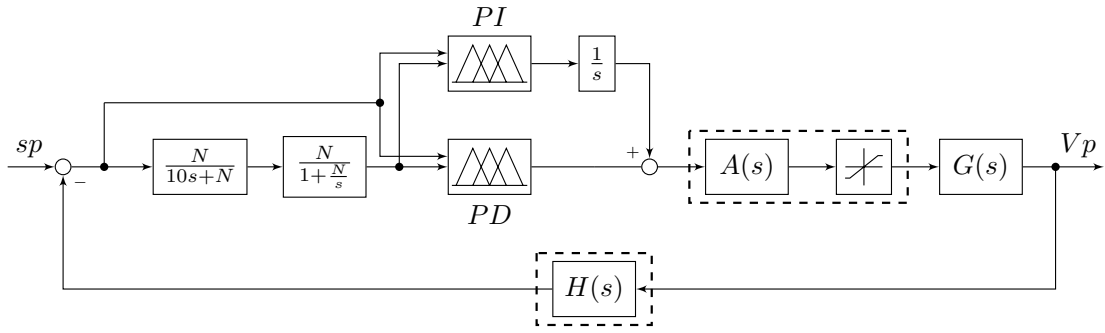 PI
1/s
sp
−
N/(10s+N)
N/(1+N/s)
PD
+
A(s)
G(s)
Vp
H(s)